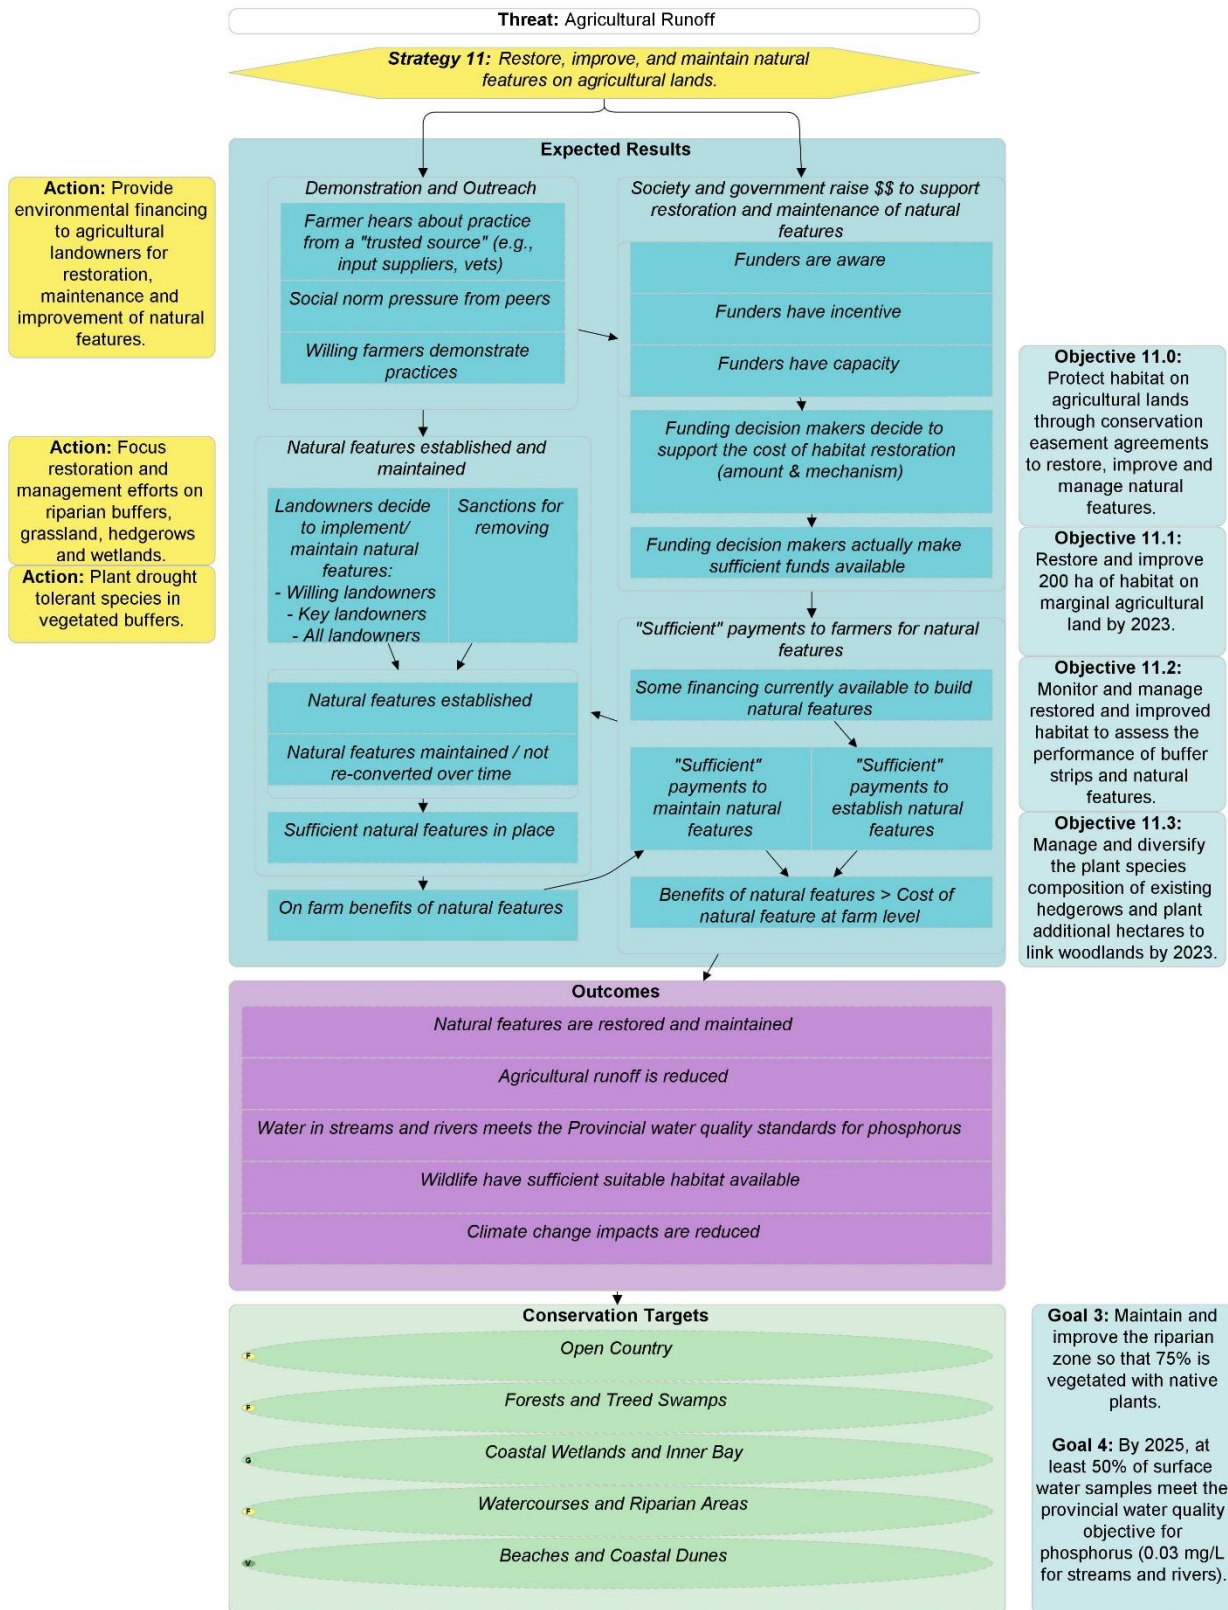 Threat: Agricultural Runoff
Strategy 11: Restore, improve, and maintain natural
features on agricultural lands.
Expected Results
Action: Provide
environmental financing
to agricultural
landowners for
restoration,
maintenance and
improvement of natural
features.
Action: Focus
restoration and
management efforts on
riparian buffers,
grassland, hedgerows
and wetlands.
Action: Plant drought
tolerant species in
vegetated buffers.
Demonstration and Outreach
Farmer hears about practice
from a "trusted source" (e.g.,
input suppliers, vets)
Social norm pressure from peers
Willing farmers demonstrate
practices
Natural features established and
maintained
Landowners decide
to implement/
maintain natural
features:
- Willing landowners
- Key landowners
- All landowners
Sanctions for
removing
Natural features established
Natural features maintained / not
re-converted over time
Sufficient natural features in place
On farm benefits of natural features
Society and government raise $$ to support
restoration and maintenance of natural
features
Funders are aware
Funders have incentive
Funders have capacity
Funding decision makers decide to
support the cost of habitat restoration
(amount & mechanism)
Funding decision makers actually make
sufficient funds available
"Sufficient" payments to farmers for natural
features
Some financing currently available to build
natural features
"Sufficient"
payments to
maintain natural
features
"Sufficient"
payments to
establish natural
features
Benefits of natural features > Cost of
natural feature at farm level
Objective 11.0:
Protect habitat on
agricultural lands
through conservation
easement agreements
to restore, improve and
manage natural
features.
Objective 11.1:
Restore and improve
200 ha of habitat on
marginal agricultural
land by 2023.
Objective 11.2:
Monitor and manage
restored and improved
habitat to assess the
performance of buffer
strips and natural
features.
Objective 11.3:
Manage and diversify
the plant species
composition of existing
hedgerows and plant
additional hectares to
link woodlands by 2023.
Outcomes
Natural features are restored and maintained
Agricultural runoff is reduced
Water in streams and rivers meets the Provincial water quality standards for phosphorus
Wildlife have sufficient suitable habitat available
Climate change impacts are reduced
Conservation Targets
F
Open Country
F
Forests and Treed Swamps
G
Coastal Wetlands and Inner Bay
F
Watercourses and Riparian Areas
V
Beaches and Coastal Dunes
Goal 3: Maintain and
improve the riparian
zone so that 75% is
vegetated with native
plants.
Goal 4: By 2025, at
least 50% of surface
water samples meet the
provincial water quality
objective for
phosphorus (0.03 mg/L
for streams and rivers).